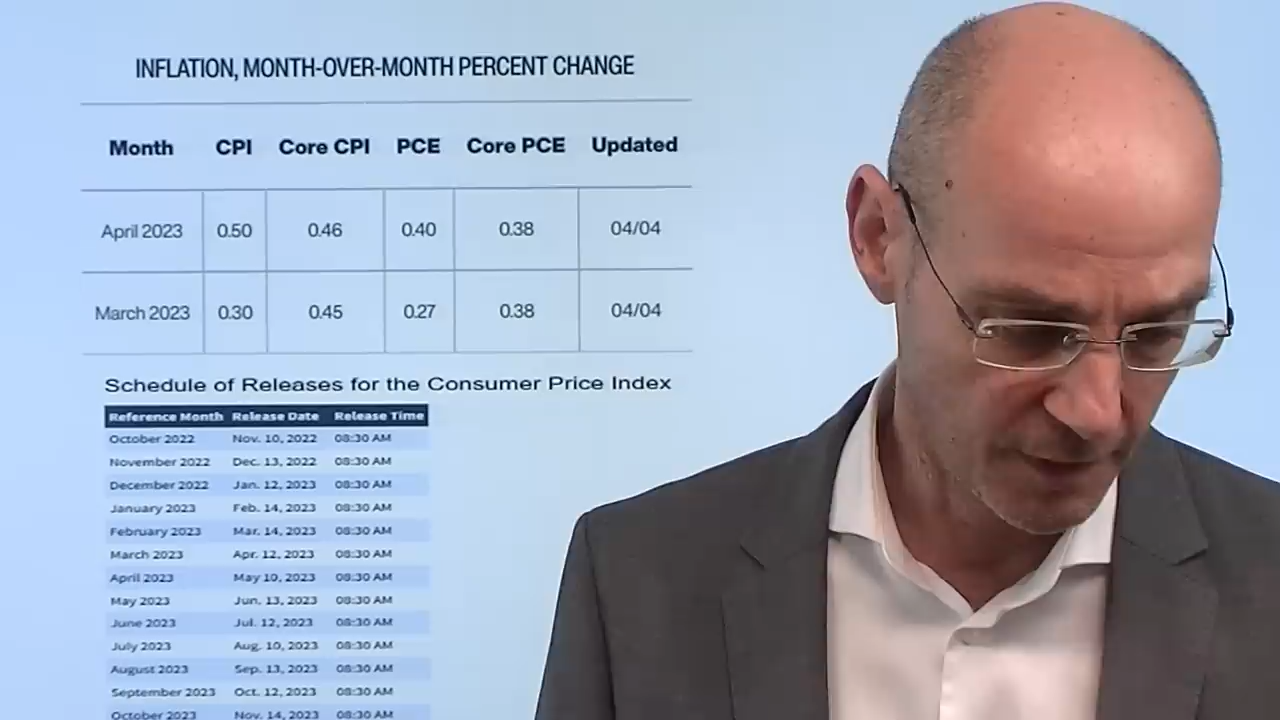 INFLATION, MONTH-OVER-MONTH PERCENT CHANGE
Month CPI Core CPI PCE Core PCE Updated
April 2023 0.50 0.46 0.40 0.38 04/04
March 2023 0.30 0.45 0.27 0.38 04/04
Schedule of Releases for the Consumer Price Index
Reference Month Release Date Release Time
October 2022 Nov. 10, 2022 08:30 AM
November 2022 Dec. 13, 2022 08:30 AM
December 2022 Jan. 12, 2023 08:30 AM
January 2023 Feb. 14, 2023 08:30 AM
February 2023 Mar. 14, 2023 08:30 AM
March 2023 Apr. 12, 2023 08:30 AM
April 2023 May 10, 2023 08:30 AM
May 2023 Jun. 13, 2023 08:30 AM
June 2023 Jul. 12, 2023 08:30 AM
July 2023 Aug. 10, 2023 08:30 AM
August 2023 Sep. 13, 2023 08:30 AM
September 2023 Oct. 12, 2023 08:30 AM
October 2023 Nov. 14, 2023 08:30 AM